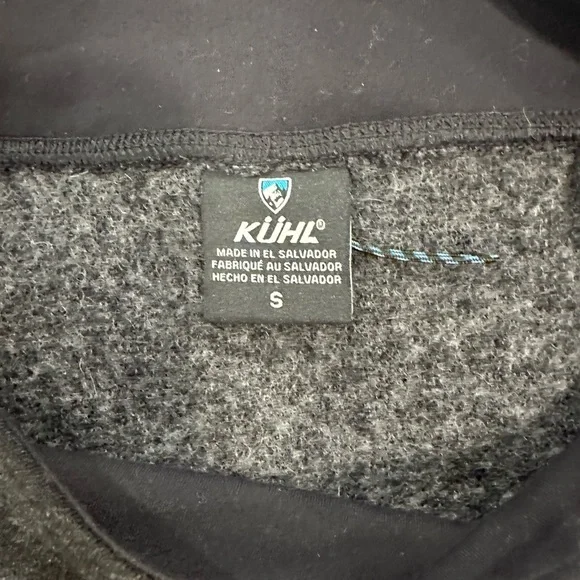 KÜHL®
MADE IN EL SALVADOR
FABRIQUÉ AU SALVADOR
HECHO EN EL SALVADOR
S